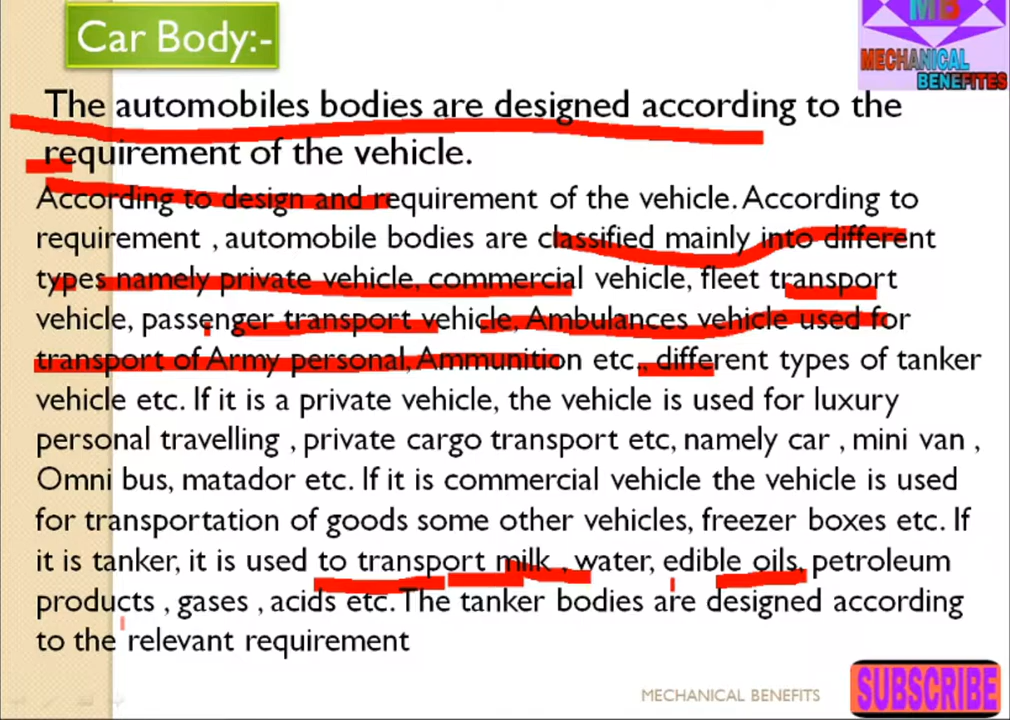 Car Body:-
MB
MECHANICAL
BENEFITES
The automobiles bodies are designed according to the
requirement of the vehicle.
According to design and requirement of the vehicle. According to
requirement , automobile bodies are classified mainly into different
types namely private vehicle, commercial vehicle, fleet transport
vehicle, passenger transport vehicle, Ambulances vehicle used for
transport of Army personal, Ammunition etc., different types of tanker
vehicle etc. If it is a private vehicle, the vehicle is used for luxury
personal travelling , private cargo transport etc, namely car , mini van ,
Omni bus, matador etc. If it is commercial vehicle the vehicle is used
for transportation of goods some other vehicles, freezer boxes etc. If
it is tanker, it is used to transport milk , water, edible oils, petroleum
products , gases , acids etc. The tanker bodies are designed according
to the relevant requirement
MECHANICAL BENEFITS
SUBSCRIBE